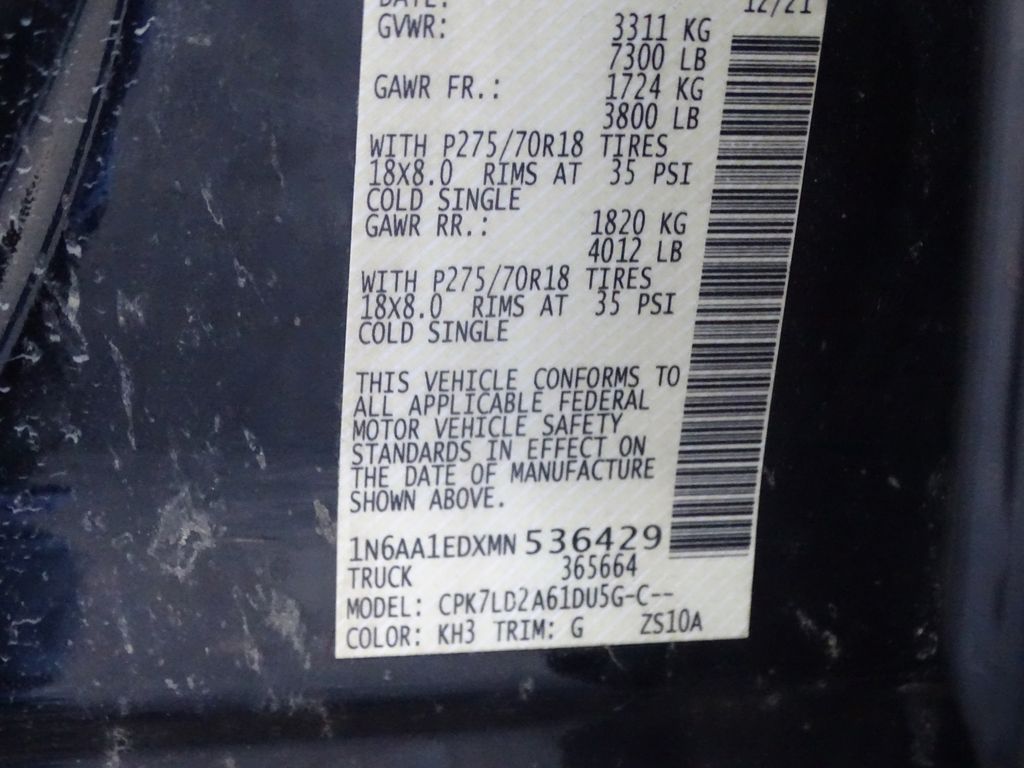 DATE: 12/21
GVWR: 3311 KG
7300 LB
GAWR FR.: 1724 KG
3800 LB
WITH P275/70R18 TIRES
18X8.0 RIMS AT 35 PSI
COLD SINGLE
GAWR RR.: 1820 KG
4012 LB
WITH P275/70R18 TIRES
18X8.0 RIMS AT 35 PSI
COLD SINGLE
THIS VEHICLE CONFORMS TO
ALL APPLICABLE FEDERAL
MOTOR VEHICLE SAFETY
STANDARDS IN EFFECT ON
THE DATE OF MANUFACTURE
SHOWN ABOVE.
1N6AA1EDXMN536429
TRUCK 365664
MODEL: CPK7LD2A61DU5G-C--
COLOR: KH3 TRIM: G ZS10A